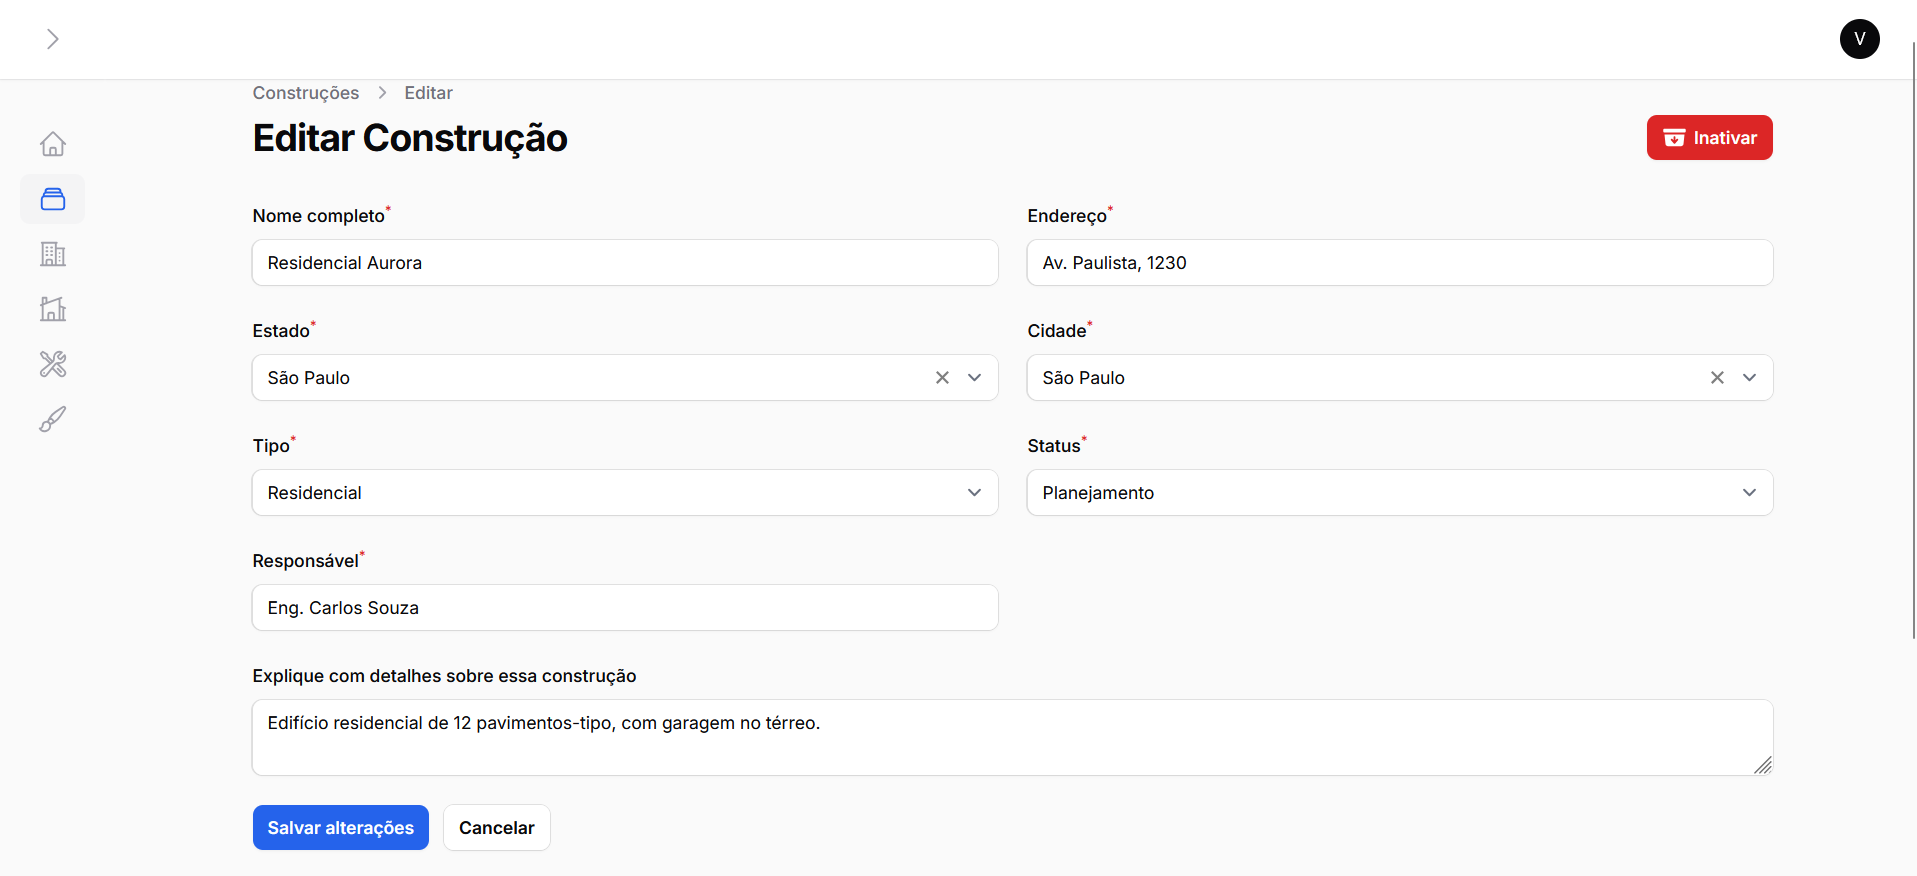 V
Construções > Editar
Editar Construção
Inativar
Nome completo*
Endereço*
Residencial Aurora
Av. Paulista, 1230
Estado*
Cidade*
São Paulo
São Paulo
Tipo*
Status*
Residencial
Planejamento
Responsável*
Eng. Carlos Souza
Explique com detalhes sobre essa construção
Edifício residencial de 12 pavimentos-tipo, com garagem no térreo.
Salvar alterações
Cancelar